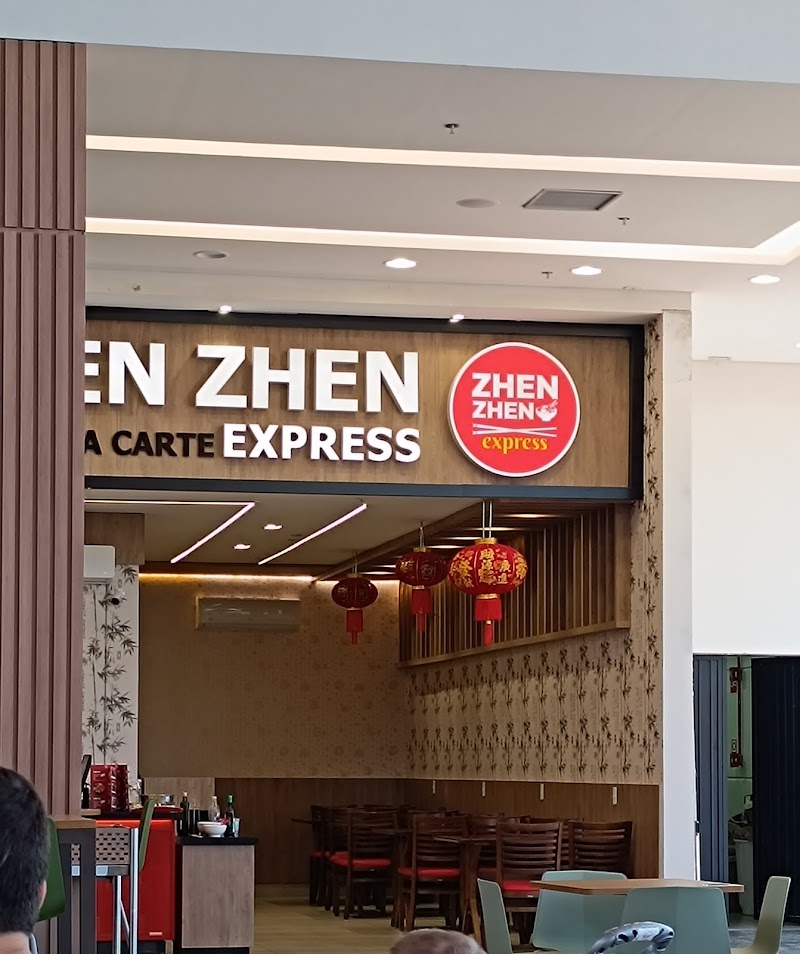 EN ZHEN
A CARTE EXPRESS
ZHEN
ZHEN
express